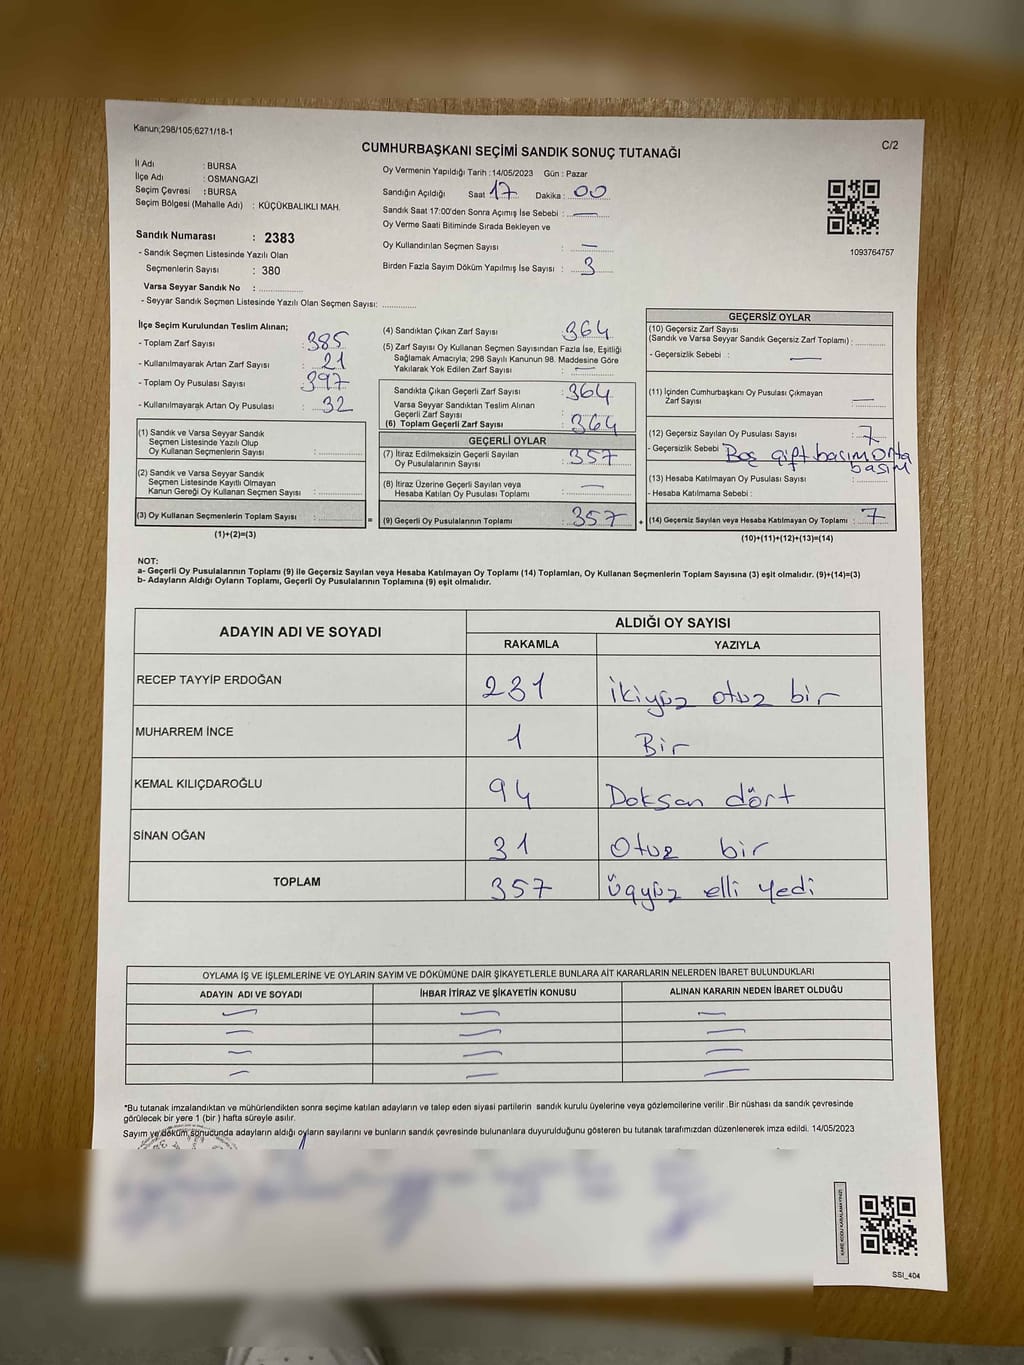 Kanun;298/105;6271/18-1
C/2
CUMHURBAŞKANI SEÇİMİ SANDIK SONUÇ TUTANAĞI
İl Adı : BURSA
İlçe Adı : OSMANGAZİ
Seçim Çevresi : BURSA
Seçim Bölgesi (Mahalle Adı) : KÜÇÜKBALIKLI MAH.
Sandık Numarası : 2383
- Sandık Seçmen Listesinde Yazılı Olan
Seçmenlerin Sayısı : 380
Varsa Seyyar Sandık No :
- Seyyar Sandık Seçmen Listesinde Yazılı Olan Seçmen Sayısı:
Oy Vermenin Yapıldığı Tarih :14/05/2023 Gün : Pazar
Sandığın Açıldığı Saat 17 Dakika : 00
Sandık Saat 17:00'den Sonra Açımış İse Sebebi : —
Oy Verme Saati Bitiminde Sırada Bekleyen ve
Oy Kullandırılan Seçmen Sayısı : —
Birden Fazla Sayım Döküm Yapılmış İse Sayısı : 3
1093764757
İlçe Seçim Kurulundan Teslim Alınan;
- Toplam Zarf Sayısı : 385
- Kullanılmayarak Artan Zarf Sayısı : 21
- Toplam Oy Pusulası Sayısı : 397
- Kullanılmayarak Artan Oy Pusulası : 32
(1) Sandık ve Varsa Seyyar Sandık
Seçmen Listesinde Yazılı Olup
Oy Kullanan Seçmenlerin Sayısı :
(2) Sandık ve Varsa Seyyar Sandık
Seçmen Listesinde Kayıtlı Olmayan
Kanun Gereği Oy Kullanan Seçmen Sayısı :
(3) Oy Kullanan Seçmenlerin Toplam Sayısı : =
(1)+(2)=(3)
(4) Sandıktan Çıkan Zarf Sayısı : 364
(5) Zarf Sayısı Oy Kullanan Seçmen Sayısından Fazla İse, Eşitliği
Sağlamak Amacıyla; 298 Sayılı Kanunun 98. Maddesine Göre
Yakılarak Yok Edilen Zarf Sayısı : —
Sandıkta Çıkan Geçerli Zarf Sayısı : 364
Varsa Seyyar Sandıktan Teslim Alınan
Geçerli Zarf Sayısı :
(6) Toplam Geçerli Zarf Sayısı : 364
GEÇERLİ OYLAR
(7) İtiraz Edilmeksizin Geçerli Sayılan
Oy Pusulalarının Sayısı : 357
(8) İtiraz Üzerine Geçerli Sayılan veya
Hesaba Katılan Oy Pusulası Toplamı : —
(9) Geçerli Oy Pusulalarının Toplamı : 357 +
GEÇERSİZ OYLAR
(10) Geçersiz Zarf Sayısı
(Sandık ve Varsa Seyyar Sandık Geçersiz Zarf Toplamı) :
- Geçersizlik Sebebi : —
(11) İçinden Cumhurbaşkanı Oy Pusulası Çıkmayan
Zarf Sayısı : —
(12) Geçersiz Sayılan Oy Pusulası Sayısı : 7
- Geçersizlik Sebebi Boş çift basım Orta
basım
(13) Hesaba Katılmayan Oy Pusulası Sayısı :
- Hesaba Katılmama Sebebi :
(14) Geçersiz Sayılan veya Hesaba Katılmayan Oy Toplamı : 7
(10)+(11)+(12)+(13)=(14)
NOT:
a- Geçerli Oy Pusulalarının Toplamı (9) ile Geçersiz Sayılan veya Hesaba Katılmayan Oy Toplamı (14) Toplamları, Oy Kullanan Seçmenlerin Toplam Sayısına (3) eşit olmalıdır. (9)+(14)=(3)
b- Adayların Aldığı Oyların Toplamı, Geçerli Oy Pusulalarının Toplamına (9) eşit olmalıdır.
ADAYIN ADI VE SOYADI
ALDIĞI OY SAYISI
RAKAMLA YAZIYLA
RECEP TAYYİP ERDOĞAN 231 ikiyüz otuz bir
MUHARREM İNCE 1 Bir
KEMAL KILIÇDAROĞLU 94 Doksan dört
SİNAN OĞAN 31 Otuz bir
TOPLAM 357 üçyüz elli yedi
OYLAMA İŞ VE İŞLEMLERİNE VE OYLARIN SAYIM VE DÖKÜMÜNE DAİR ŞİKAYETLERLE BUNLARA AİT KARARLARIN NELERDEN İBARET BULUNDUKLARI
ADAYIN ADI VE SOYADI İHBAR İTİRAZ VE ŞİKAYETİN KONUSU ALINAN KARARIN NEDEN İBARET OLDUĞU
— — —
— — —
— — —
— — —
*Bu tutanak imzalandıktan ve mühürlendikten sonra seçime katılan adayların ve talep eden siyasi partilerin sandık kurulu üyelerine veya gözlemcilerine verilir .Bir nüshası da sandık çevresinde
görülecek bir yere 1 (bir ) hafta süreyle asılır.
Sayım ve döküm sonucunda adayların aldığı oyların sayılarını ve bunların sandık çevresinde bulunanlara duyurulduğunu gösteren bu tutanak tarafımızdan düzenlenerek imza edildi. 14/05/2023
KARE KODU KARALAMAYINIZ!
SSI_404